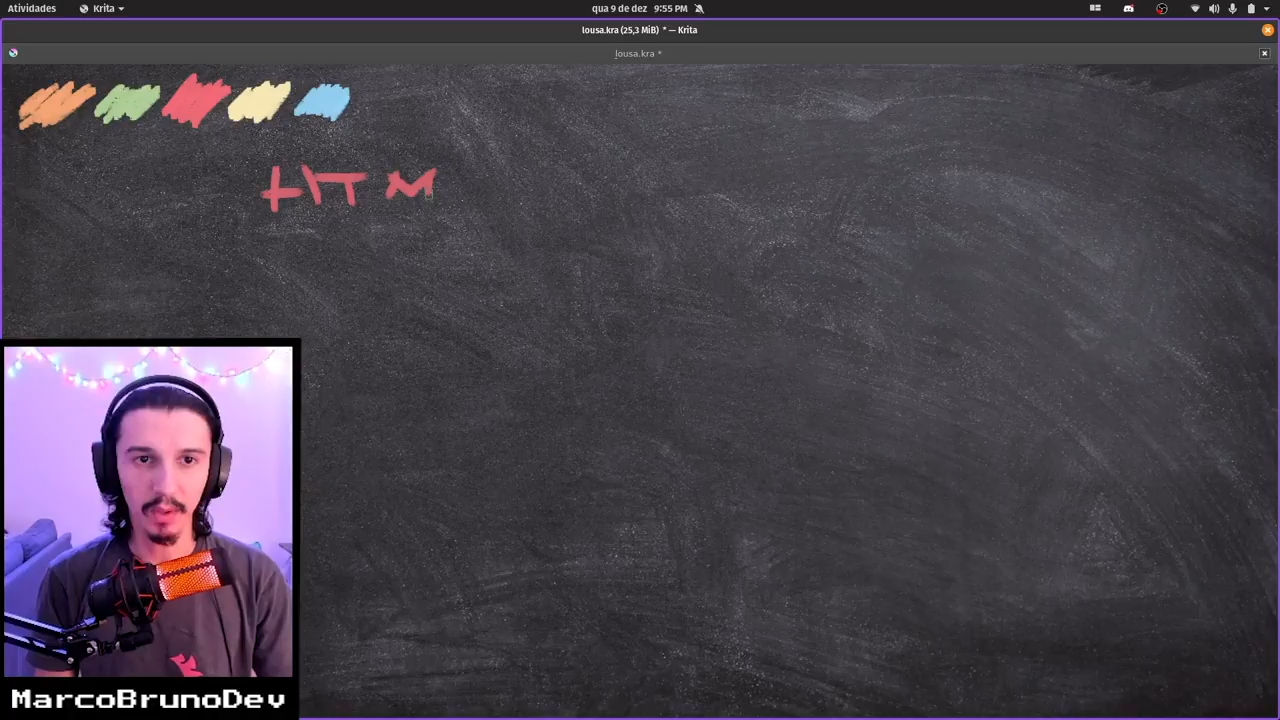 Atividades Krita qua 9 de dez 9:55 PM
lousa.kra (25,3 MiB) * — Krita
lousa.kra *
HTM
MarcoBrunoDev